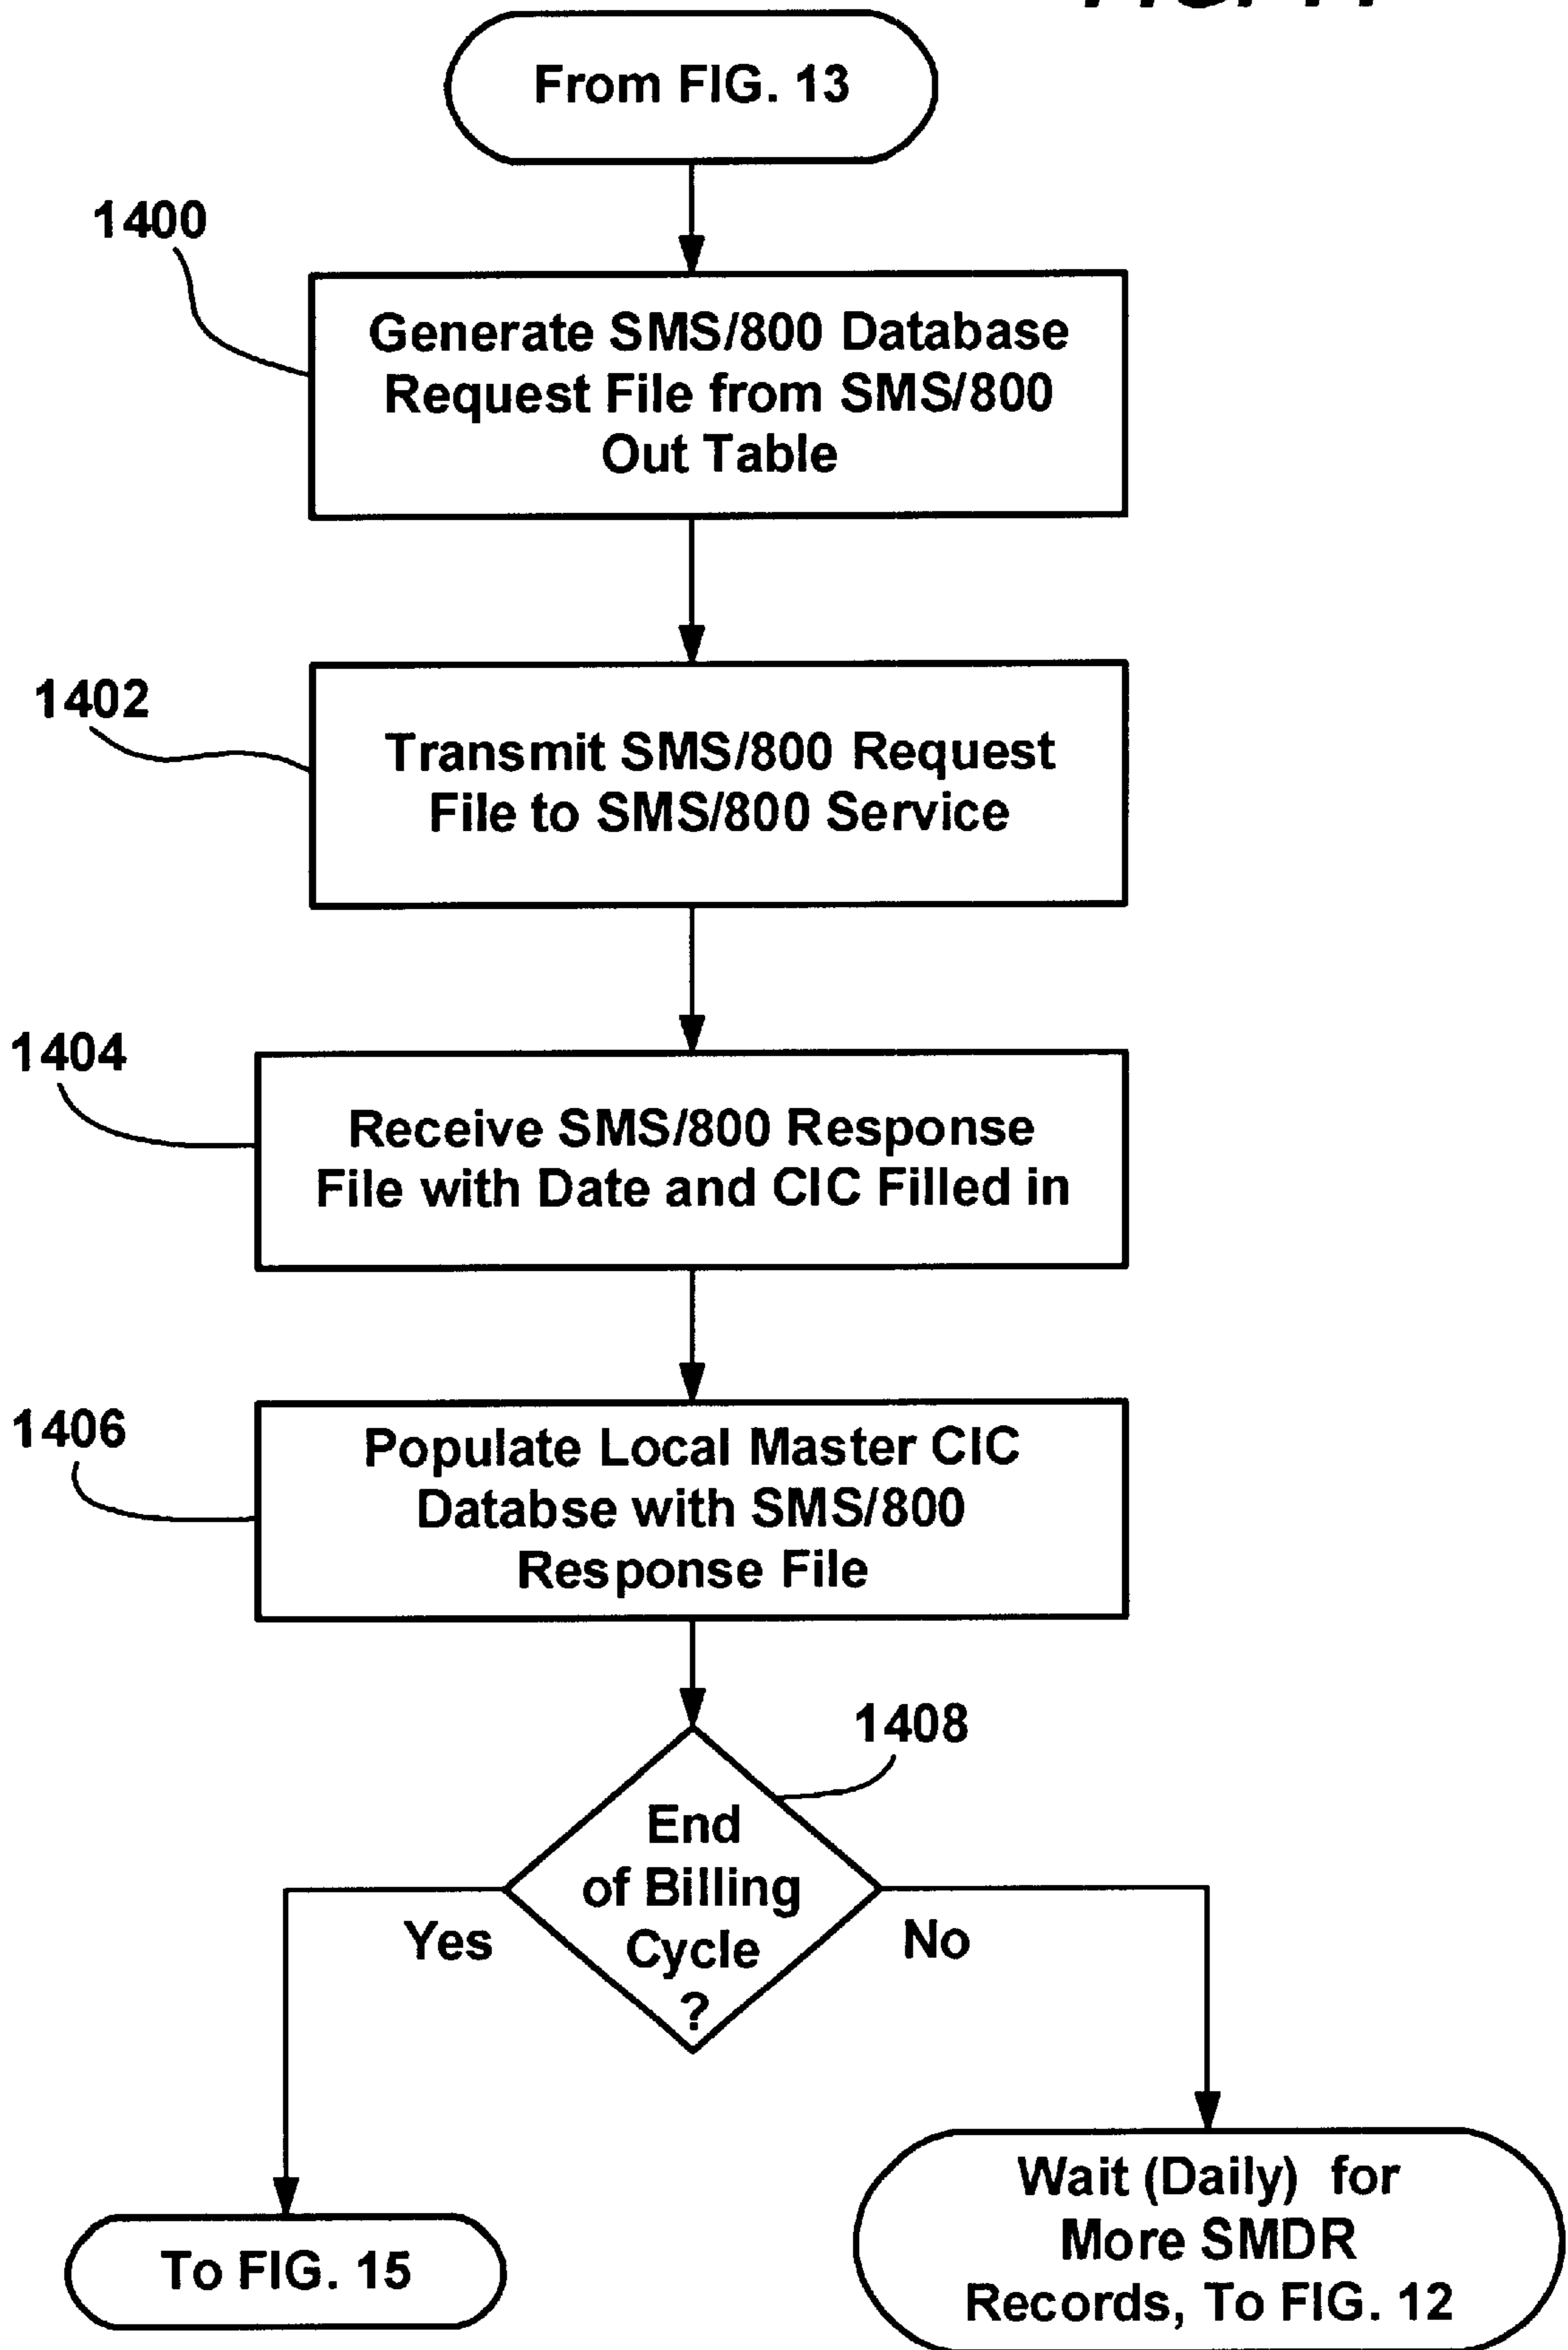 From FIG. 13
1400
Generate SMS/800 Database
Request File from SMS/800
Out Table
1402
Transmit SMS/800 Request
File to SMS/800 Service
1404
Receive SMS/800 Response
File with Date and CIC Filled in
1406
Populate Local Master CIC
Databse with SMS/800
Response File
1408
End
of Billing
Cycle
?
Yes
No
To FIG. 15
Wait (Daily) for
More SMDR
Records, To FIG. 12